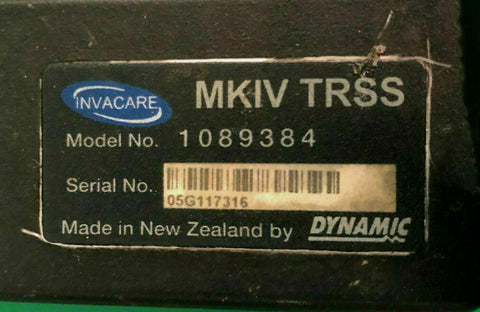 INVACARE MKIV TRSS
Model No. 1089384
Serial No..
05G117316
Made in New Zealand by DYNAMIC